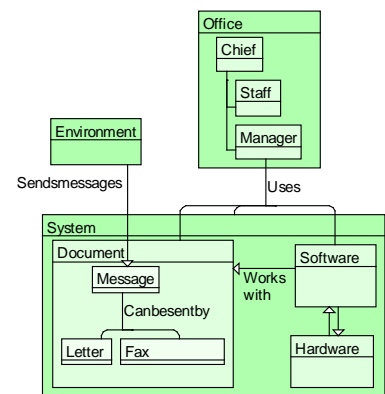 Office
Chief
Staff
Manager
Environment
Sendsmessages
Uses
System
Document
Message
Canbesentby
Letter
Fax
Works
with
Software
Hardware